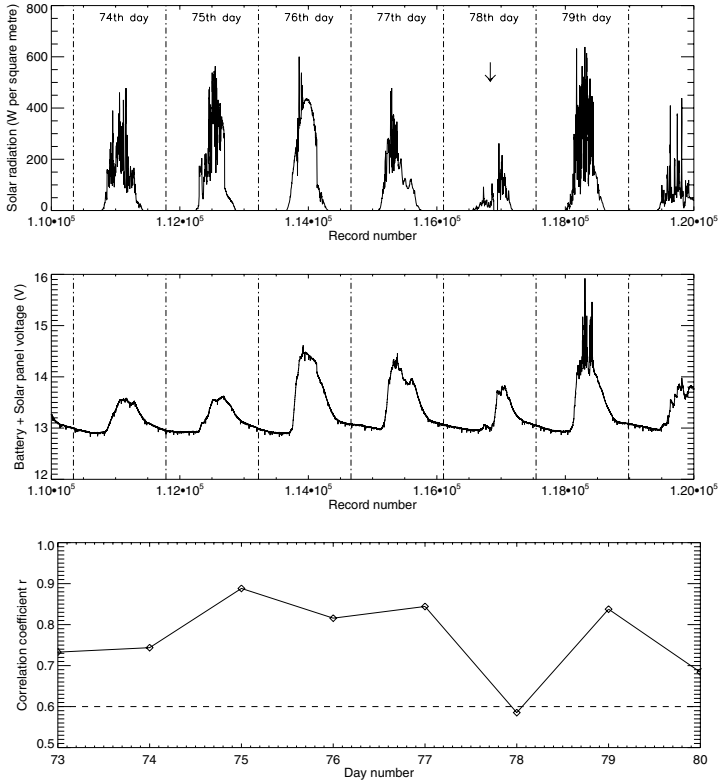 Solar radiation (W per square metre)
800
600
400
200
0
74th day 75th day 76th day 77th day 78th day 79th day
1.10•10⁵ 1.12•10⁵ 1.14•10⁵ 1.16•10⁵ 1.18•10⁵ 1.20•10⁵
Record number
Battery + Solar panel voltage (V)
16
15
14
13
12
1.10•10⁵ 1.12•10⁵ 1.14•10⁵ 1.16•10⁵ 1.18•10⁵ 1.20•10⁵
Record number
Correlation coefficient r
1.0
0.9
0.8
0.7
0.6
0.5
73 74 75 76 77 78 79 80
Day number